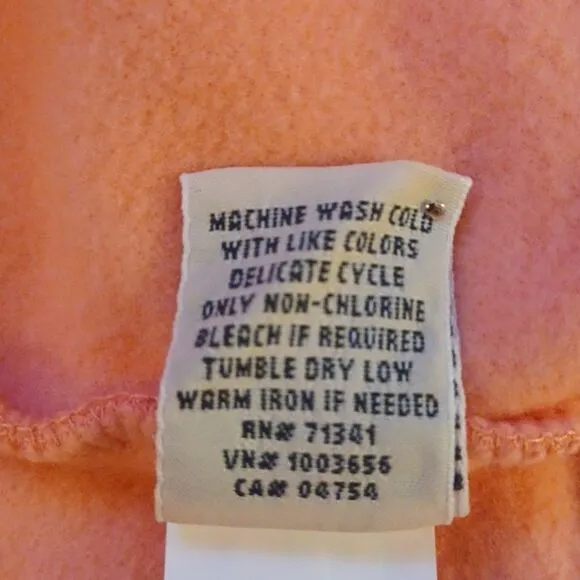 MACHINE WASH COLD
WITH LIKE COLORS
DELICATE CYCLE
ONLY NON-CHLORINE
BLEACH IF REQUIRED
TUMBLE DRY LOW
WARM IRON IF NEEDED
RN# 71341
VN# 1003656
CA# 04754